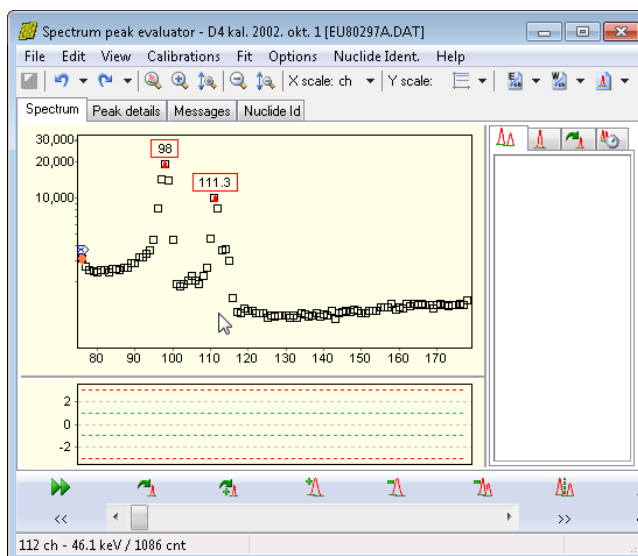 Spectrum peak evaluator - D4 kal. 2002. okt. 1 [EU80297A.DAT]
File Edit View Calibrations Fit Options Nuclide Ident. Help
X scale: ch Y scale:
Spectrum Peak details Messages Nuclide Id
30,000
20,000
10,000
98
111.3
80 90 100 110 120 130 140 150 160 170
2
0
-2
<< >>
112 ch - 46.1 keV / 1086 cnt